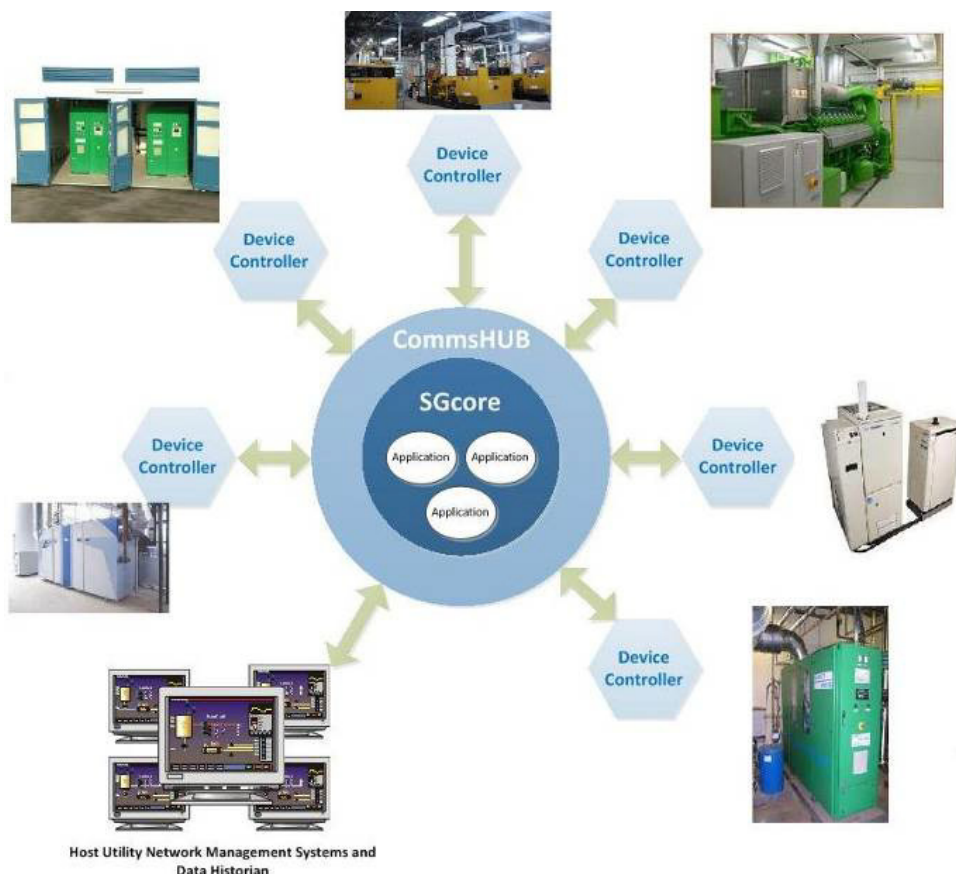 Device
Controller
Device
Controller
Device
Controller
CommsHUB
SGcore
Application
Application
Application
Device
Controller
Device
Controller
Device
Controller
Host Utility Network Management Systems and
Data Historian